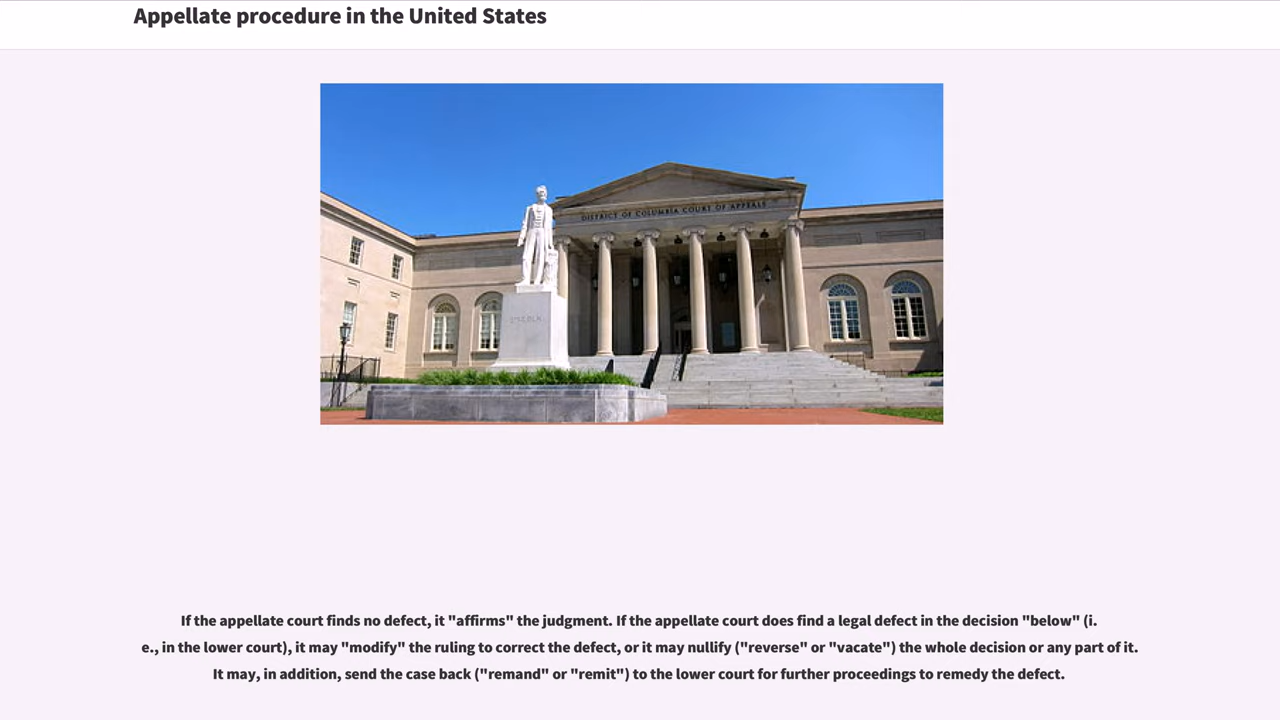 Appellate procedure in the United States
DISTRICT OF COLUMBIA COURT OF APPEALS
LINCOLN
If the appellate court finds no defect, it "affirms" the judgment. If the appellate court does find a legal defect in the decision "below" (i.
e., in the lower court), it may "modify" the ruling to correct the defect, or it may nullify ("reverse" or "vacate") the whole decision or any part of it.
It may, in addition, send the case back ("remand" or "remit") to the lower court for further proceedings to remedy the defect.